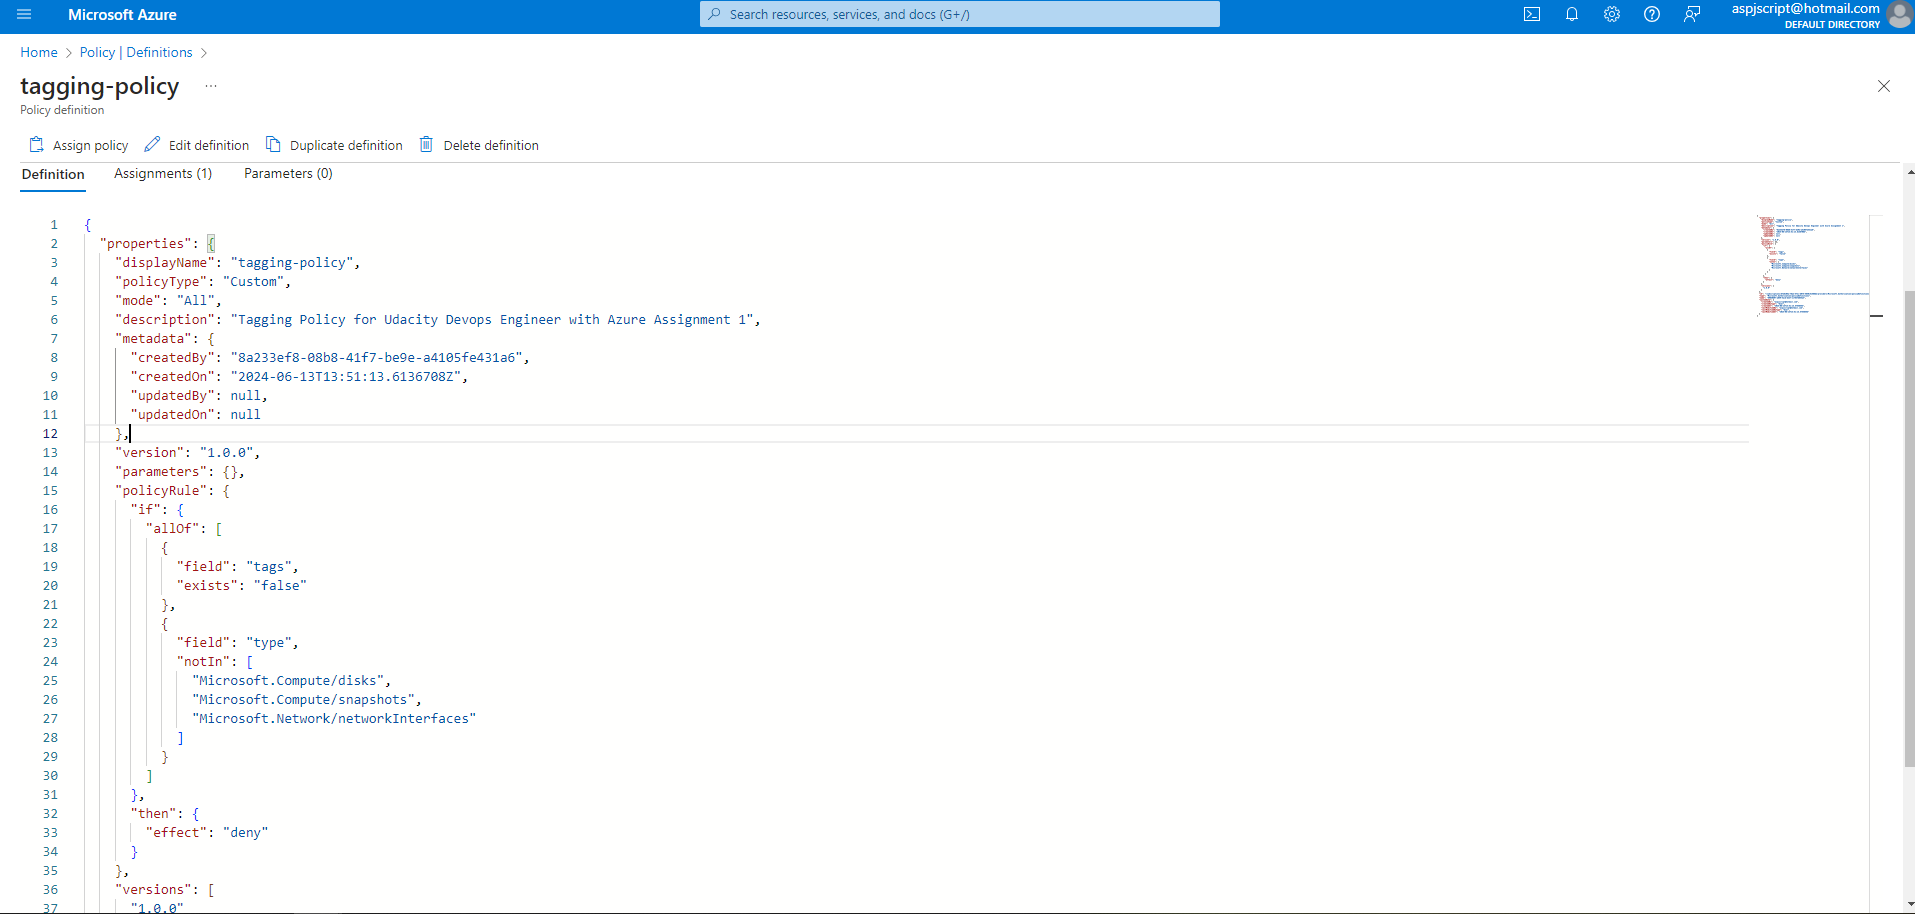 Microsoft Azure
Search resources, services, and docs (G+/)
aspjscript@hotmail.com
DEFAULT DIRECTORY
Home > Policy | Definitions >
tagging-policy ...
Policy definition
Assign policy Edit definition Duplicate definition Delete definition
Definition Assignments (1) Parameters (0)
1 {
2 "properties": {
3 "displayName": "tagging-policy",
4 "policyType": "Custom",
5 "mode": "All",
6 "description": "Tagging Policy for Udacity Devops Engineer with Azure Assignment 1",
7 "metadata": {
8 "createdBy": "8a233ef8-08b8-41f7-be9e-a4105fe431a6",
9 "createdOn": "2024-06-13T13:51:13.6136708Z",
10 "updatedBy": null,
11 "updatedOn": null
12 },
13 "version": "1.0.0",
14 "parameters": {},
15 "policyRule": {
16 "if": {
17 "allOf": [
18 {
19 "field": "tags",
20 "exists": "false"
21 },
22 {
23 "field": "type",
24 "notIn": [
25 "Microsoft.Compute/disks",
26 "Microsoft.Compute/snapshots",
27 "Microsoft.Network/networkInterfaces"
28 ]
29 }
30 ]
31 },
32 "then": {
33 "effect": "deny"
34 }
35 },
36 "versions": [
37 "1.0.0"